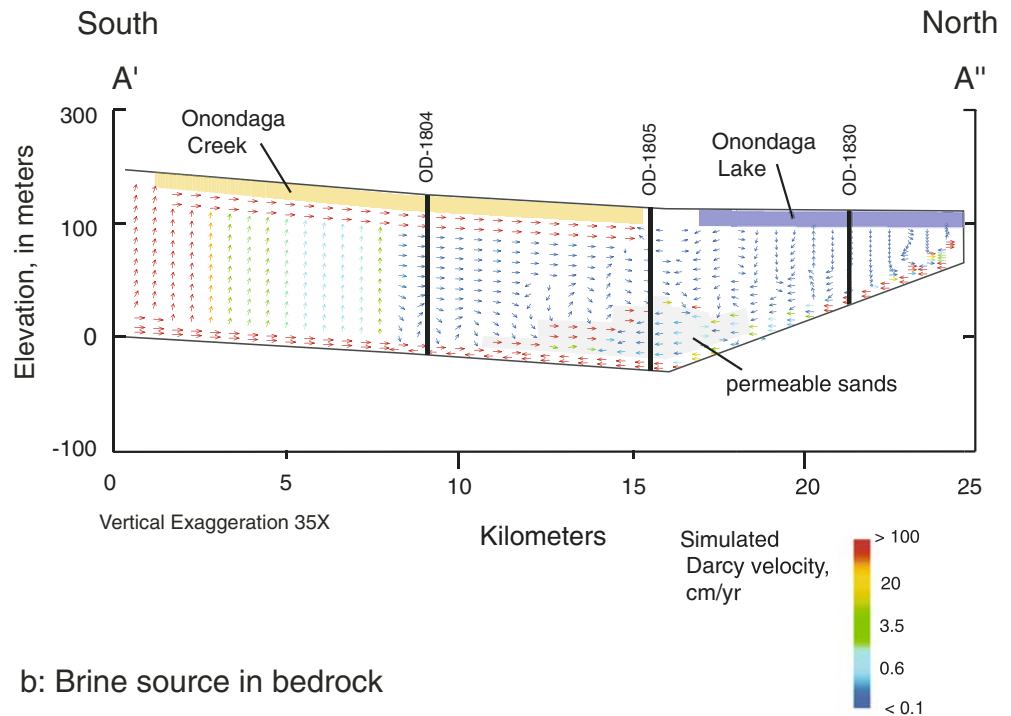 South
North
A'
A"
Onondaga
Creek
OD-1804
OD-1805
Onondaga
Lake
OD-1830
Elevation, in meters
300
100
0
-100
permeable sands
0
5
10
15
20
25
Vertical Exaggeration 35X
Kilometers
Simulated
Darcy velocity,
cm/yr
> 100
20
3.5
0.6
< 0.1
b: Brine source in bedrock